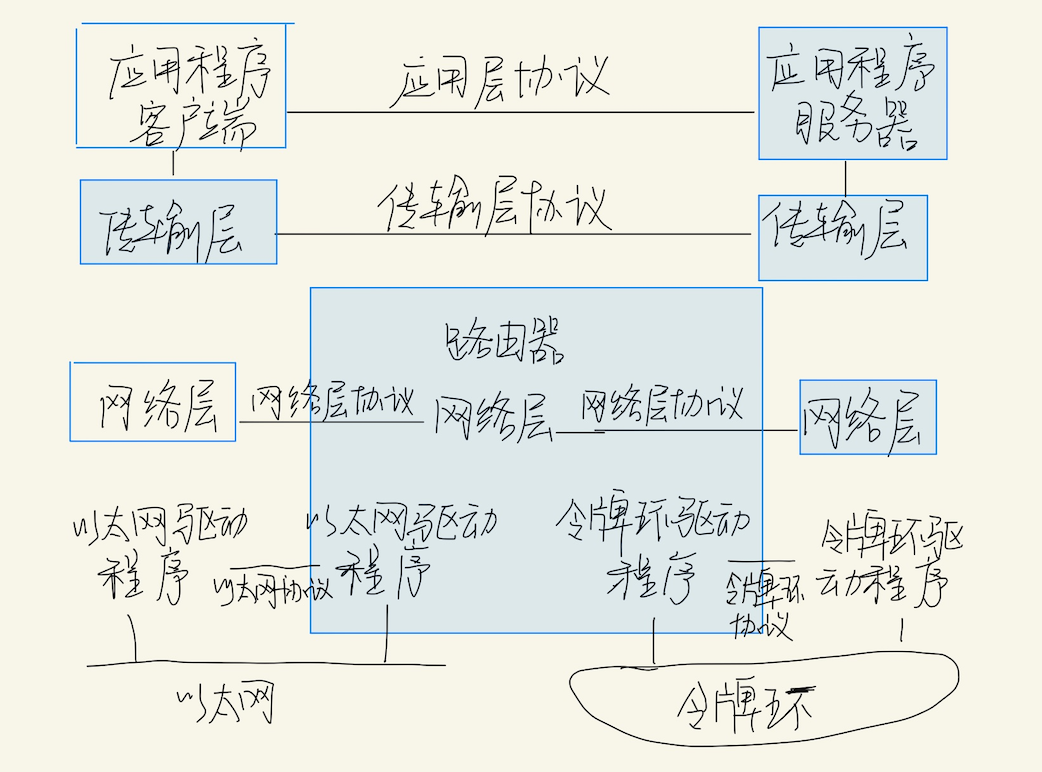 应用程序
客户端
应用层协议
应用程序
服务器
传输层
传输层协议
传输层
路由器
网络层
网络层协议
网络层
网络层协议
网络层
以太网驱动
程序
以太网协议
以太网驱动
程序
令牌环驱动
程序
令牌环
协议
令牌环驱
动程序
以太网
令牌环